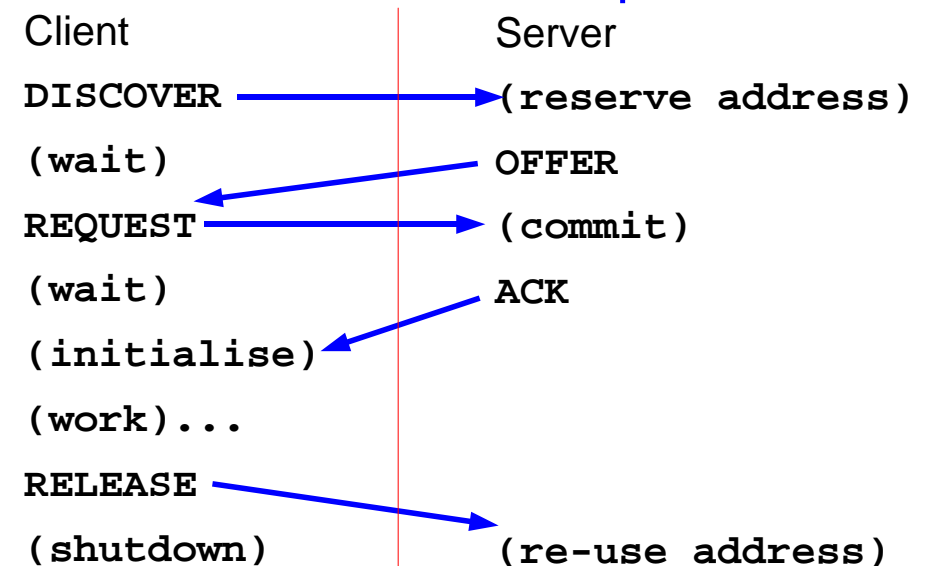 Client Server
DISCOVER (reserve address)
(wait) OFFER
REQUEST (commit)
(wait) ACK
(initialise)
(work)...
RELEASE
(shutdown) (re-use address)